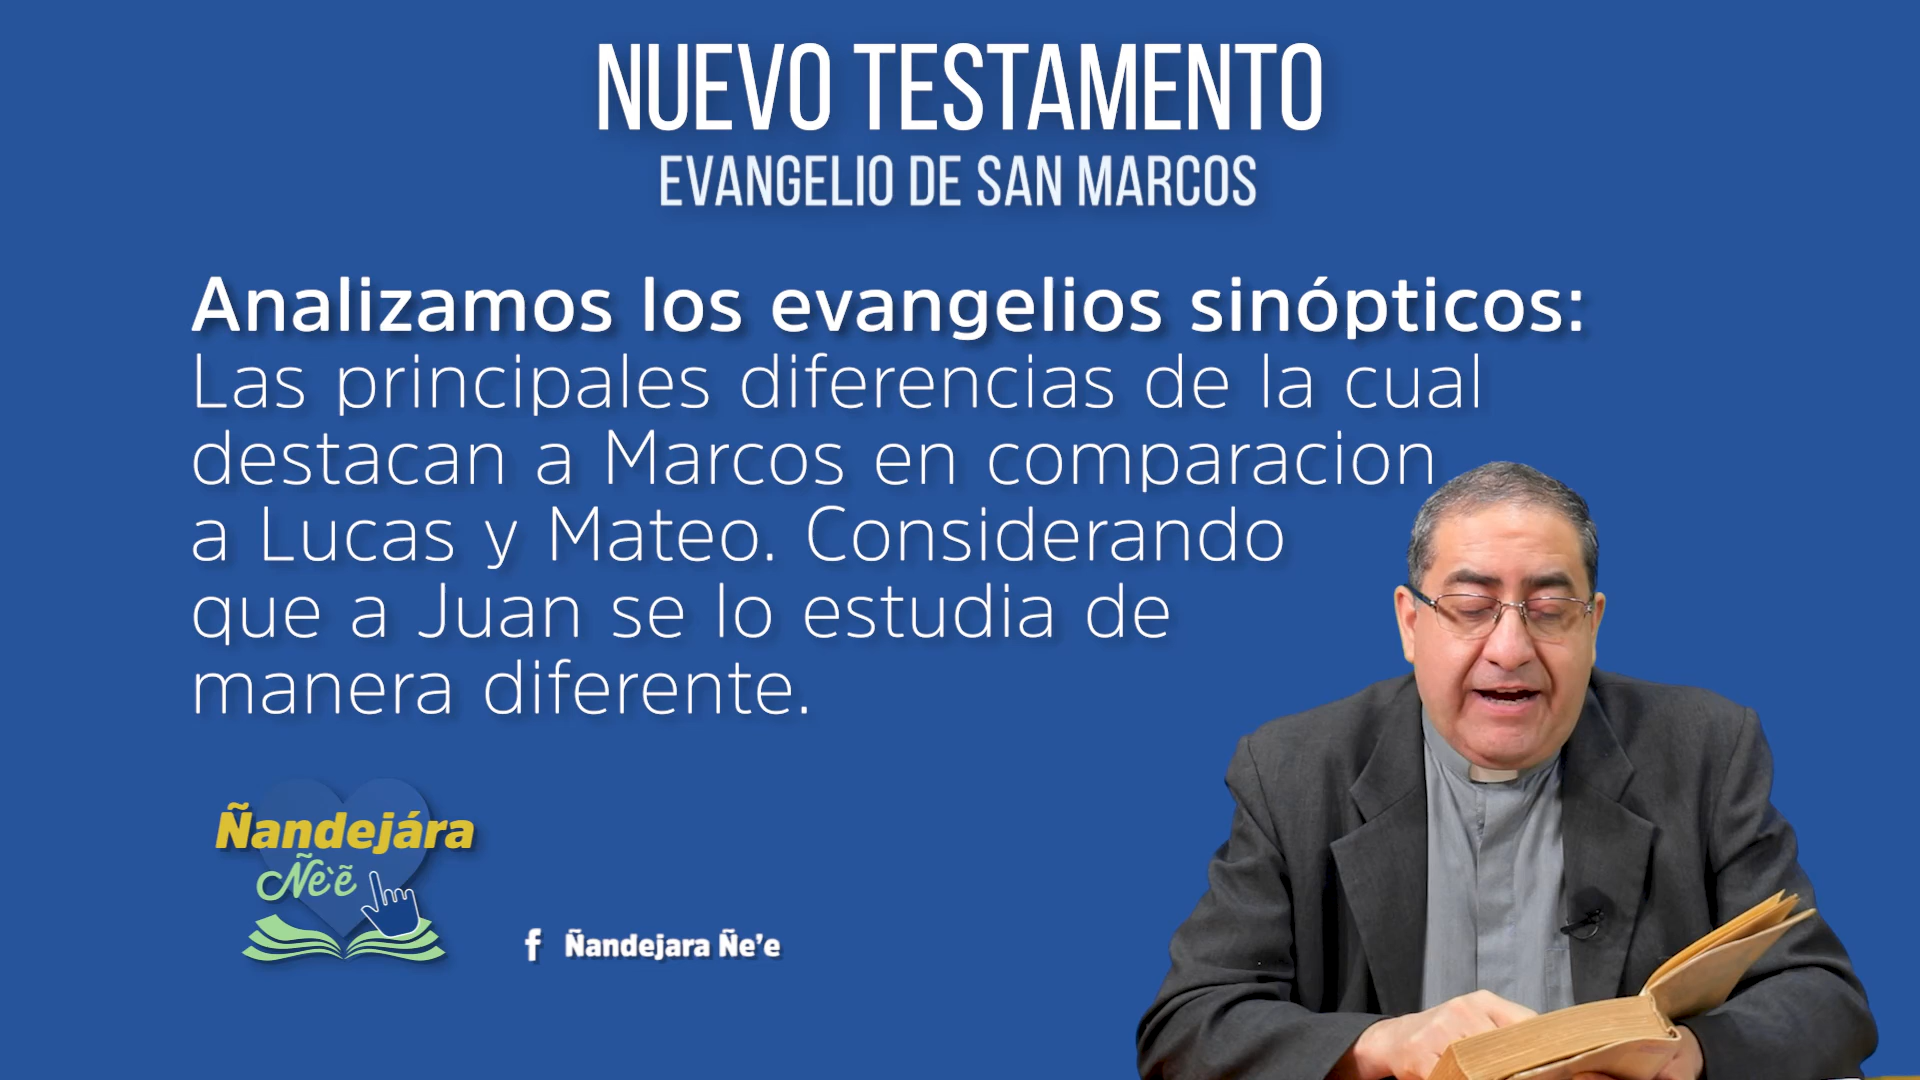 NUEVO TESTAMENTO
EVANGELIO DE SAN MARCOS
Analizamos los evangelios sinópticos:
Las principales diferencias de la cual
destacan a Marcos en comparacion
a Lucas y Mateo. Considerando
que a Juan se lo estudia de
manera diferente.
Ñandejára
Ñe`ẽ
f Ñandejara Ñe'e